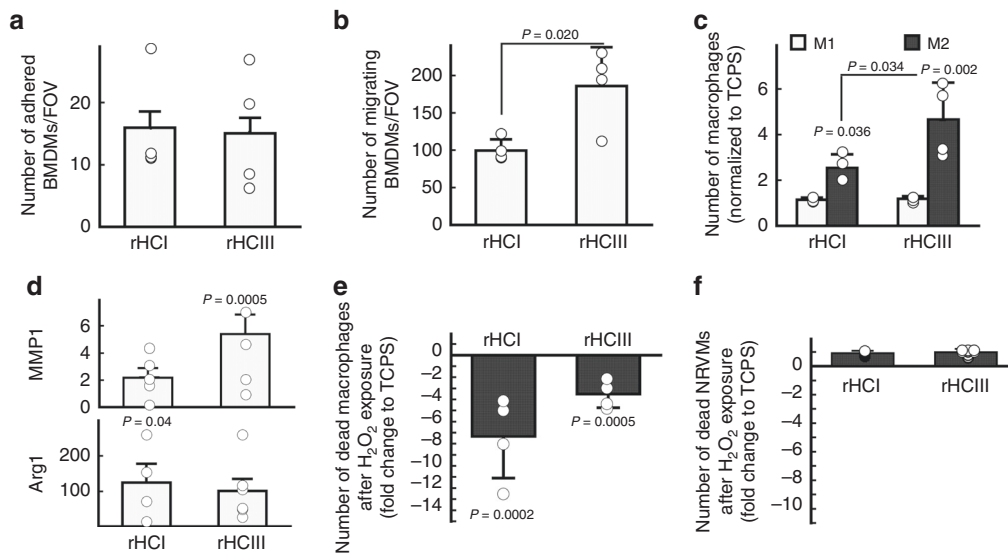 a
Number of adhered
BMDMs/FOV
30
20
10
0
rHCI
rHCIII
b
Number of migrating
BMDMs/FOV
P = 0.020
200
150
100
50
0
rHCI
rHCIII
c
Number of macrophages
(normalized to TCPS)
M1
M2
P = 0.034
P = 0.002
P = 0.036
6
4
2
0
rHCI
rHCIII
d
MMP1
P = 0.0005
6
4
2
0
P = 0.04
Arg1
200
100
rHCI
rHCIII
e
Number of dead macrophages
after H2O2 exposure
(fold change to TCPS)
rHCI
rHCIII
0
−2
−4
−6
−8
−10
−12
−14
P = 0.0005
P = 0.0002
f
Number of dead NRVMs
after H2O2 exposure
(fold change to TCPS)
0
−2
−4
−6
−8
−10
rHCI
rHCIII